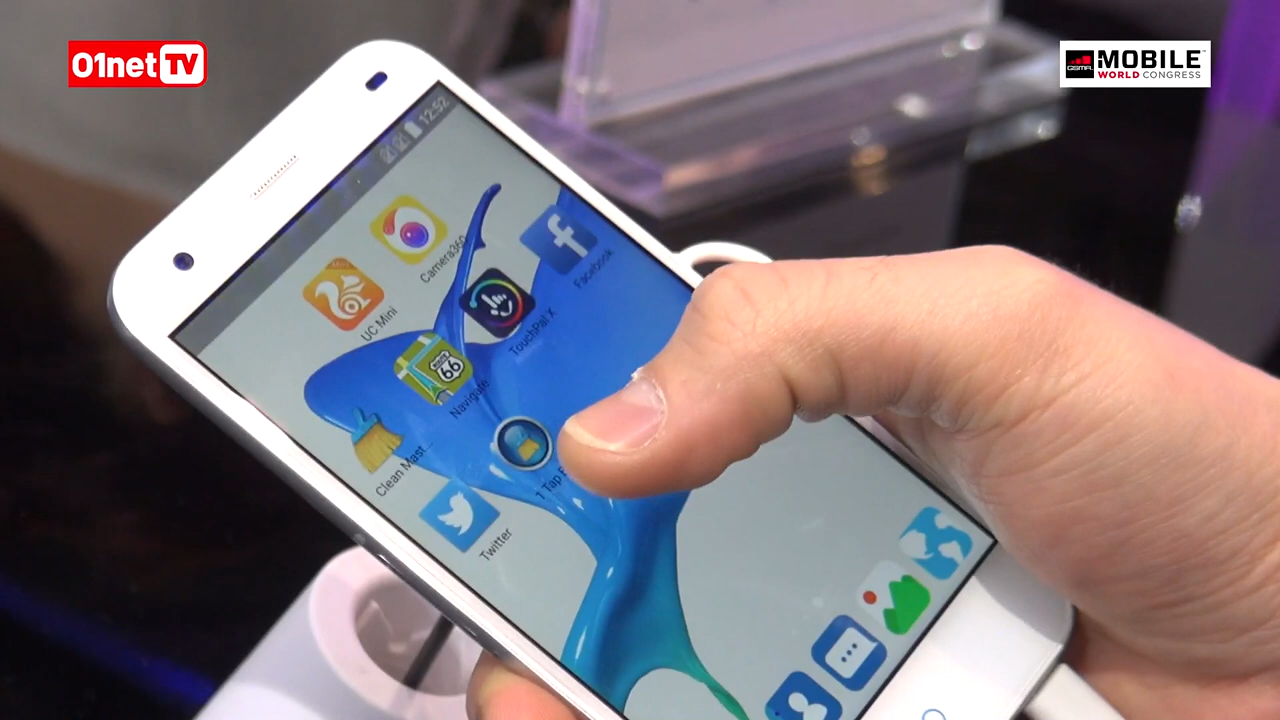 01netTV
GSMA
MOBILE
WORLD CONGRESS
12:52
Camera360
Facebook
UC Mini
TouchPal X
ROUTE
66
Navigate
Clean Mast...
1 Tap
Twitter